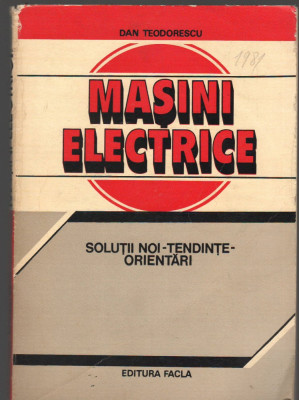 DAN TEODORESCU
1981
MAȘINI
ELECTRICE
SOLUȚII NOI-TENDINȚE-
ORIENTĂRI
EDITURA FACLA